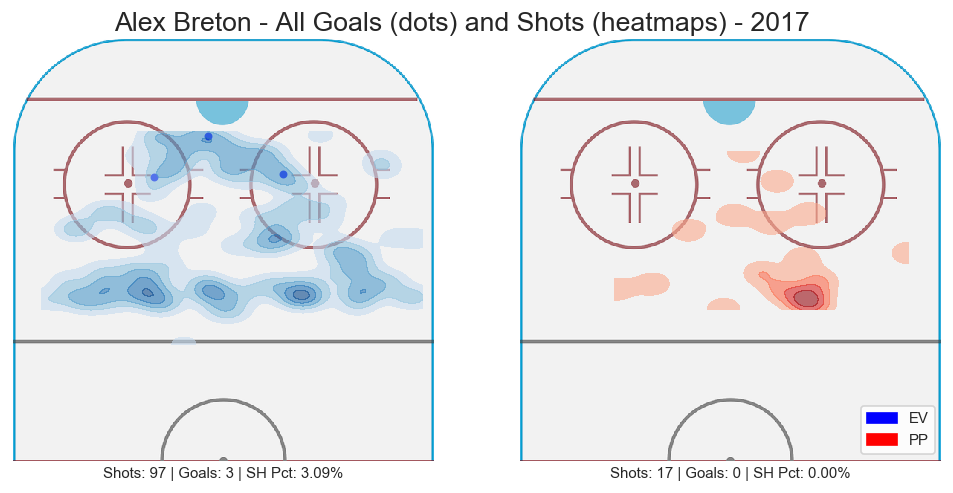 Alex Breton - All Goals (dots) and Shots (heatmaps) - 2017
EV
PP
Shots: 97 | Goals: 3 | SH Pct: 3.09%
Shots: 17 | Goals: 0 | SH Pct: 0.00%